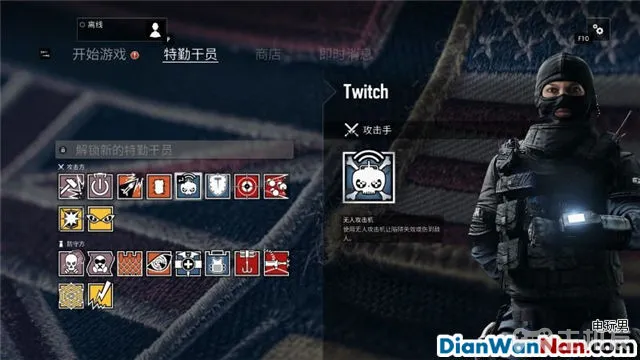 离线
P
F10
开始游戏 特勤干员 商店 即时消息
Twitch
攻击手
解锁新的特勤干员
攻击方
无人攻击机
使用无人攻击机让陷阱失效或伤到敌
人。
防守方
电玩男
DianWanNan.com